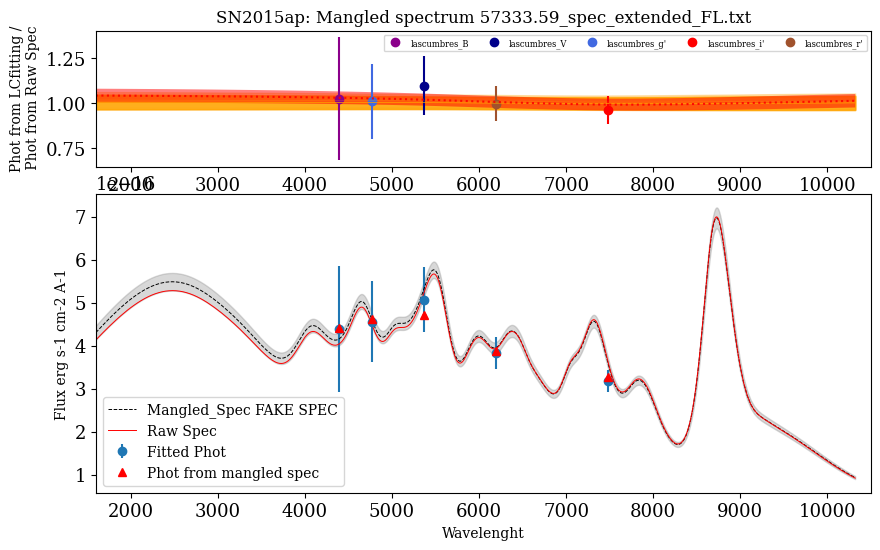 SN2015ap: Mangled spectrum 57333.59_spec_extended_FL.txt
Phot from LCfitting /
Phot from Raw Spec
1.25
1.00
0.75
lascumbres_B lascumbres_V lascumbres_g' lascumbres_i' lascumbres_r'
2000 3000 4000 5000 6000 7000 8000 9000 10000
1e−16
Flux erg s-1 cm-2 A-1
7
6
5
4
3
2
1
Mangled_Spec FAKE SPEC
Raw Spec
Fitted Phot
Phot from mangled spec
2000 3000 4000 5000 6000 7000 8000 9000 10000
Wavelenght